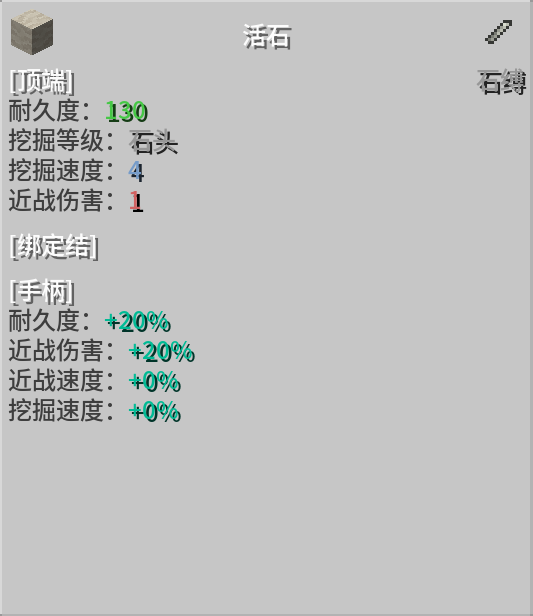 活石
[顶端]
石缚
耐久度：130
挖掘等级：石头
挖掘速度：4
近战伤害：1
[绑定结]
[手柄]
耐久度：+20%
近战伤害：+20%
近战速度：+0%
挖掘速度：+0%